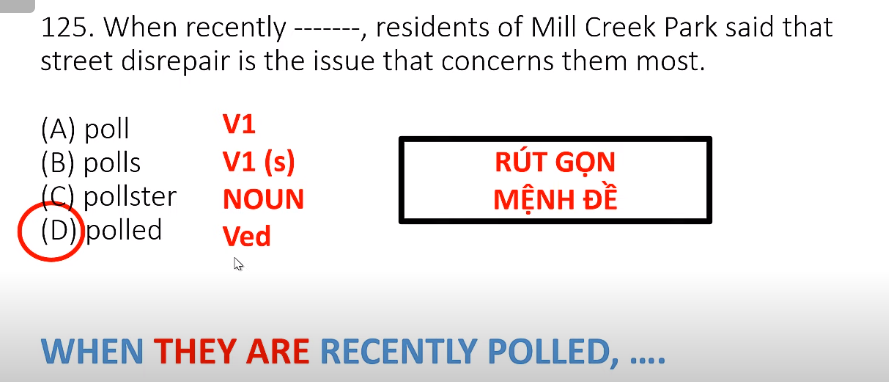 125. When recently -------, residents of Mill Creek Park said that
street disrepair is the issue that concerns them most.
(A) poll V1
(B) polls V1 (s)
(C) pollster NOUN
(D) polled Ved
RÚT GỌN
MỆNH ĐỀ
WHEN THEY ARE RECENTLY POLLED, ....